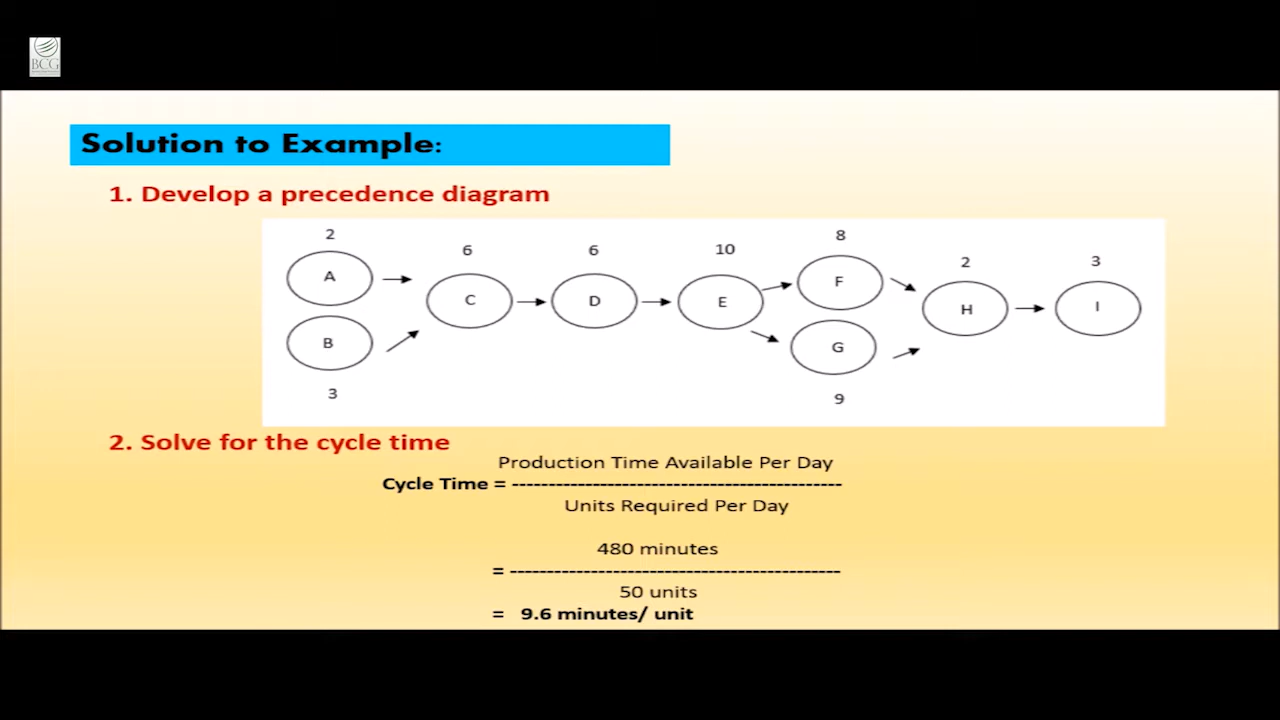 BCG
Solution to Example:
1. Develop a precedence diagram
2
6
6
10
8
2
3
A
B
C
D
E
F
G
H
I
3
9
2. Solve for the cycle time
Production Time Available Per Day
Cycle Time = ---------------------------------------------
Units Required Per Day
480 minutes
= ---------------------------------------------
50 units
= 9.6 minutes/ unit